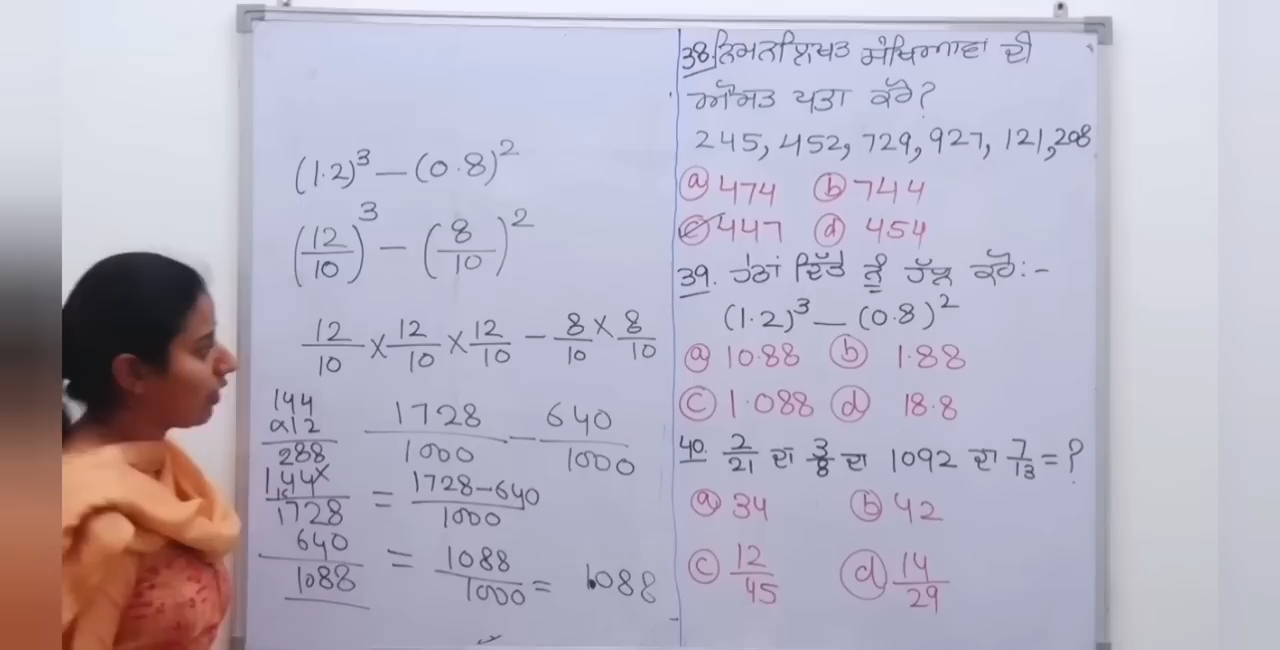 (1.2)³ – (0.8)²
(12/10)³ – (8/10)²
12/10 × 12/10 × 12/10 – 8/10 × 8/10
1728/1000 – 640/1000
= 1728–640/1000
= 1088/1000 = 1.088
144
×12
288
144×
1728
640
1088
38. ਨਿਮਨਲਿਖਤ ਸੰਖਿਆਵਾਂ ਦੀ
ਔਸਤ ਪਤਾ ਕਰੋ?
245, 452, 729, 927, 121, 208
ⓐ 474 ⓑ 744
ⓒ 447 ⓓ 454
39. ਹੇਠਾਂ ਦਿੱਤੇ ਨੂੰ ਹੱਲ ਕਰੋ:-
(1.2)³ – (0.8)²
ⓐ 10.88 ⓑ 1.88
ⓒ 1.088 ⓓ 18.8
40. 2/21 ਦਾ 3/8 ਦਾ 1092 ਦਾ 7/13 = ?
ⓐ 34 ⓑ 42
ⓒ 12/45 ⓓ 14/29